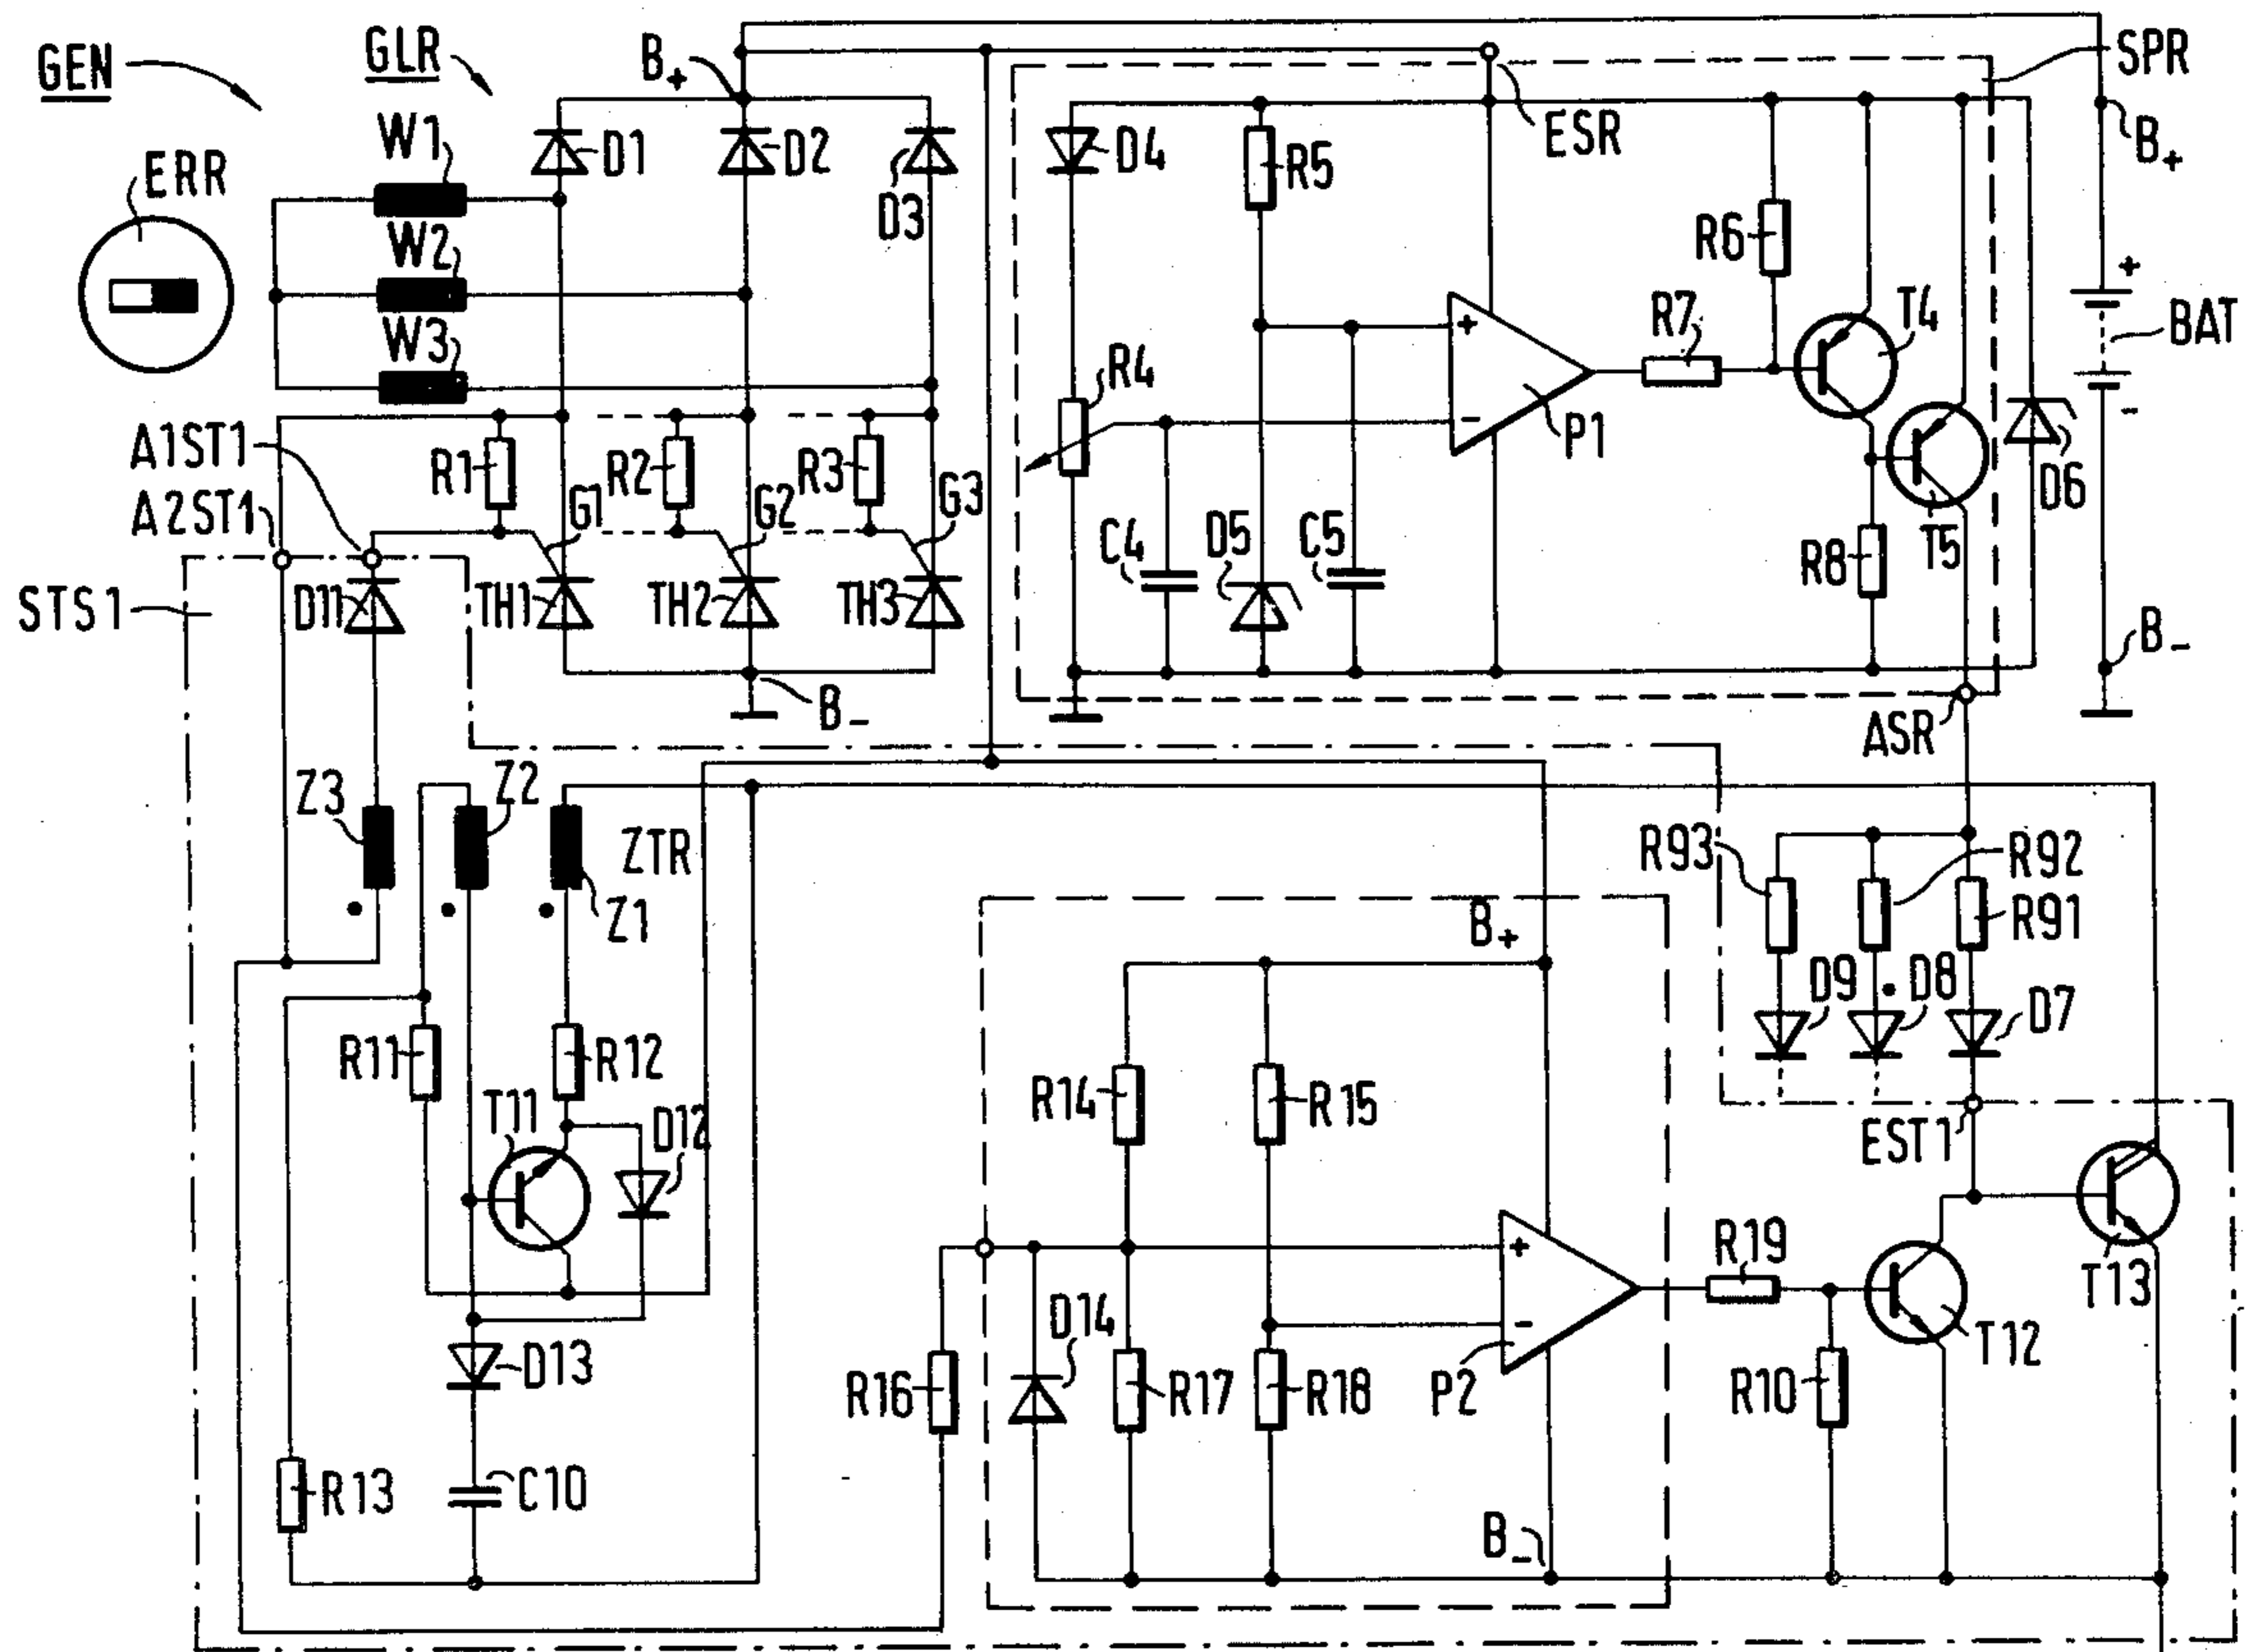 GEN
GLR
B+
SPR
W1
D1
D2
D4
R5
ESR
B+
ERR
D3
W2
R6
+
W3
R7
T4
BAT
R4
+
-
P1
-
A1ST1
R1
R2
R3
G1
G2
G3
D6
A2ST1
C4
D5
C5
T5
R8
STS1
D11
TH1
TH2
TH3
B-
B-
ASR
Z3
Z2
ZTR
R93
R92
Z1
R91
B+
D9
D8
D7
R11
R12
R14
R15
T11
D12
EST1
R19
T13
+
D14
-
T12
D13
R16
R17
R18
P2
R10
R13
C10
B-